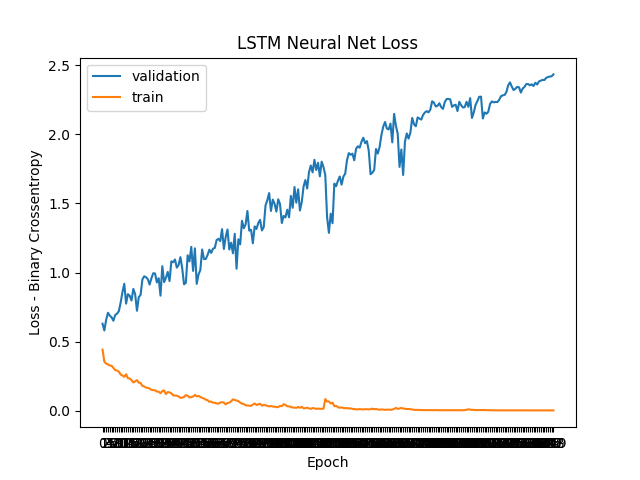 LSTM Neural Net Loss
validation
train
2.5
2.0
1.5
1.0
0.5
0.0
Loss - Binary Crossentropy
Epoch